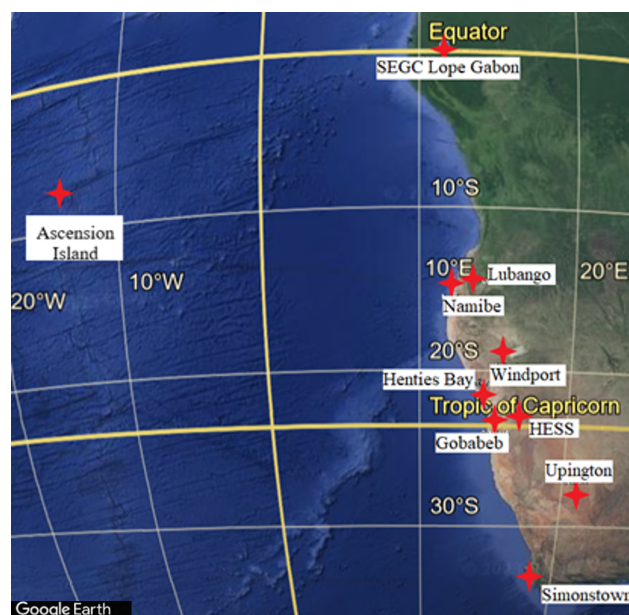 Equator
SEGC Lope Gabon
10°S
Ascension
Island
10°E
Lubango
20°E
10°W
20°W
Namibe
20°S
Windport
Henties Bay
Tropic of Capricorn
HESS
Gobabeb
Upington
30°S
Simonstown
Google Earth